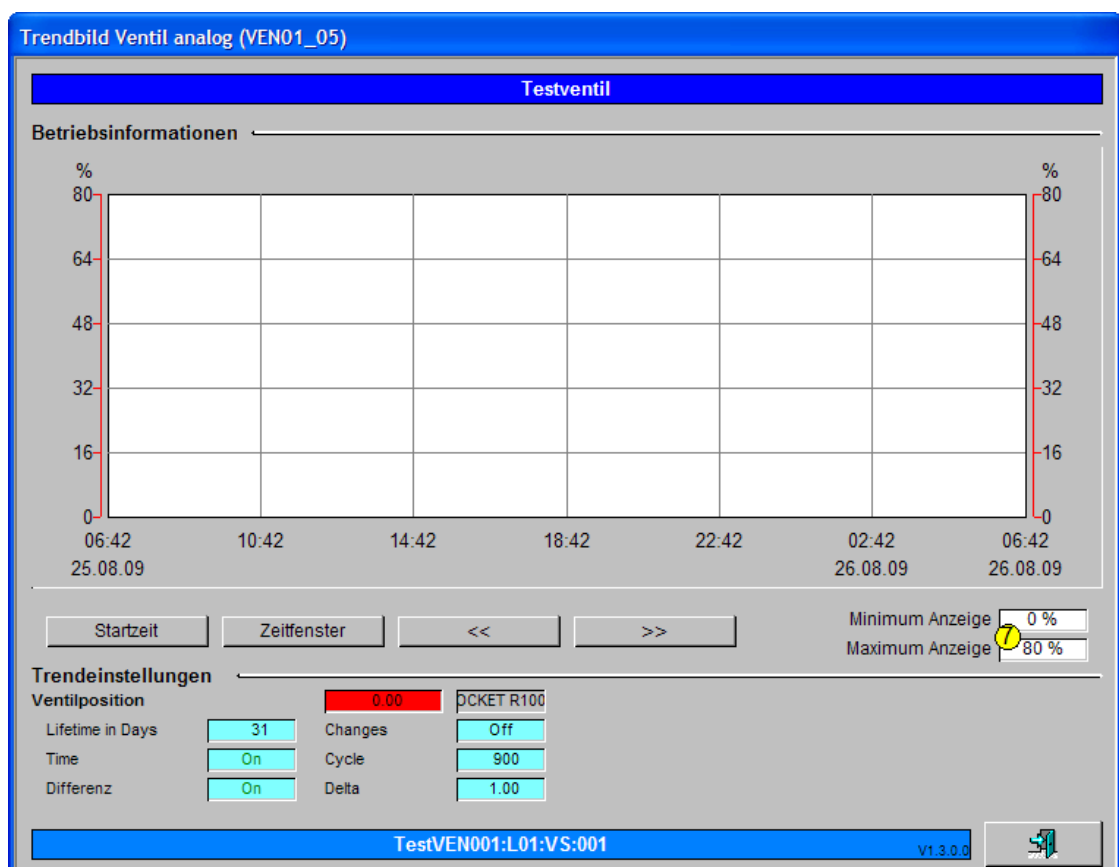 Trendbild Ventil analog (VEN01_05)
Testventil
Betriebsinformationen
% %
80 80
64 64
48 48
32 32
16 16
0 0
06:42 10:42 14:42 18:42 22:42 02:42 06:42
25.08.09 26.08.09 26.08.09
Startzeit Zeitfenster << >>
Minimum Anzeige 0 %
7
Maximum Anzeige 80 %
Trendeinstellungen
Ventilposition 0.00 OCKET R100
Lifetime in Days 31 Changes Off
Time On Cycle 900
Differenz On Delta 1.00
TestVEN001:L01:VS:001 V1.3.0.0